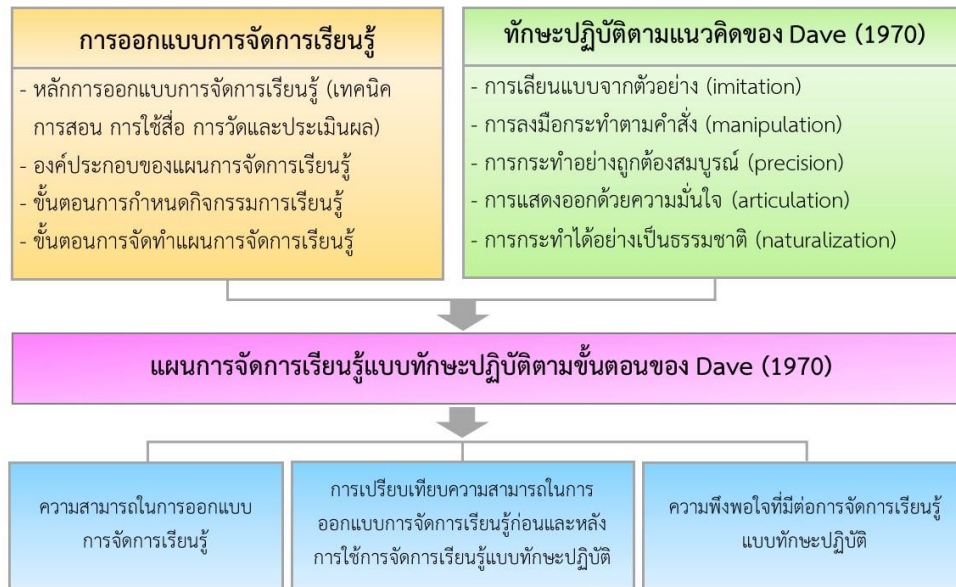 การออกแบบการจัดการเรียนรู้
- หลักการออกแบบการจัดการเรียนรู้ (เทคนิค
การสอน การใช้สื่อ การวัดและประเมินผล)
- องค์ประกอบของแผนการจัดการเรียนรู้
- ขั้นตอนการกำหนดกิจกรรมการเรียนรู้
- ขั้นตอนการจัดทำแผนการจัดการเรียนรู้
ทักษะปฏิบัติตามแนวคิดของ Dave (1970)
- การเลียนแบบจากตัวอย่าง (imitation)
- การลงมือกระทำตามคำสั่ง (manipulation)
- การกระทำอย่างถูกต้องสมบูรณ์ (precision)
- การแสดงออกด้วยความมั่นใจ (articulation)
- การกระทำได้อย่างเป็นธรรมชาติ (naturalization)
แผนการจัดการเรียนรู้แบบทักษะปฏิบัติตามขั้นตอนของ Dave (1970)
ความสามารถในการออกแบบ
การจัดการเรียนรู้
การเปรียบเทียบความสามารถในการ
ออกแบบการจัดการเรียนรู้ก่อนและหลัง
การใช้การจัดการเรียนรู้แบบทักษะปฏิบัติ
ความพึงพอใจที่มีต่อการจัดการเรียนรู้
แบบทักษะปฏิบัติ